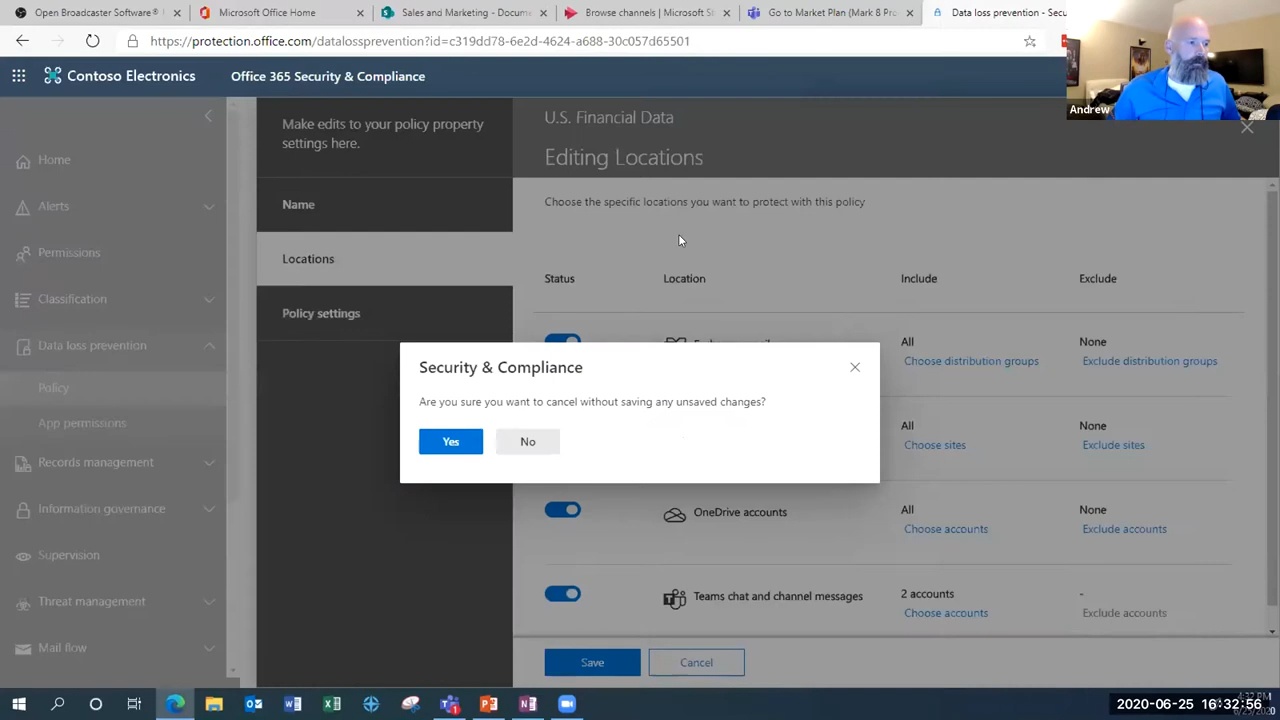 Open Broadcaster Software®
Microsoft Office Home
Sales and Marketing - Docume
Browse channels | Microsoft St
Go to Market Plan (Mark 8 Pro
Data loss prevention - Secu
https://protection.office.com/datalossprevention?id=c319dd78-6e2d-4624-a688-30c057d65501
Contoso Electronics
Office 365 Security & Compliance
Andrew
Home
Alerts
Permissions
Classification
Data loss prevention
Policy
App permissions
Records management
Information governance
Supervision
Threat management
Mail flow
Make edits to your policy property
settings here.
Name
Locations
Policy settings
U.S. Financial Data
Editing Locations
Choose the specific locations you want to protect with this policy
Status Location Include Exclude
All None
Choose distribution groups Exclude distribution groups
All None
Choose sites Exclude sites
OneDrive accounts All None
Choose accounts Exclude accounts
Teams chat and channel messages 2 accounts -
Choose accounts Exclude accounts
Save Cancel
Security & Compliance
Are you sure you want to cancel without saving any unsaved changes?
Yes No
4:32 PM
2020-06-25 16:32:56